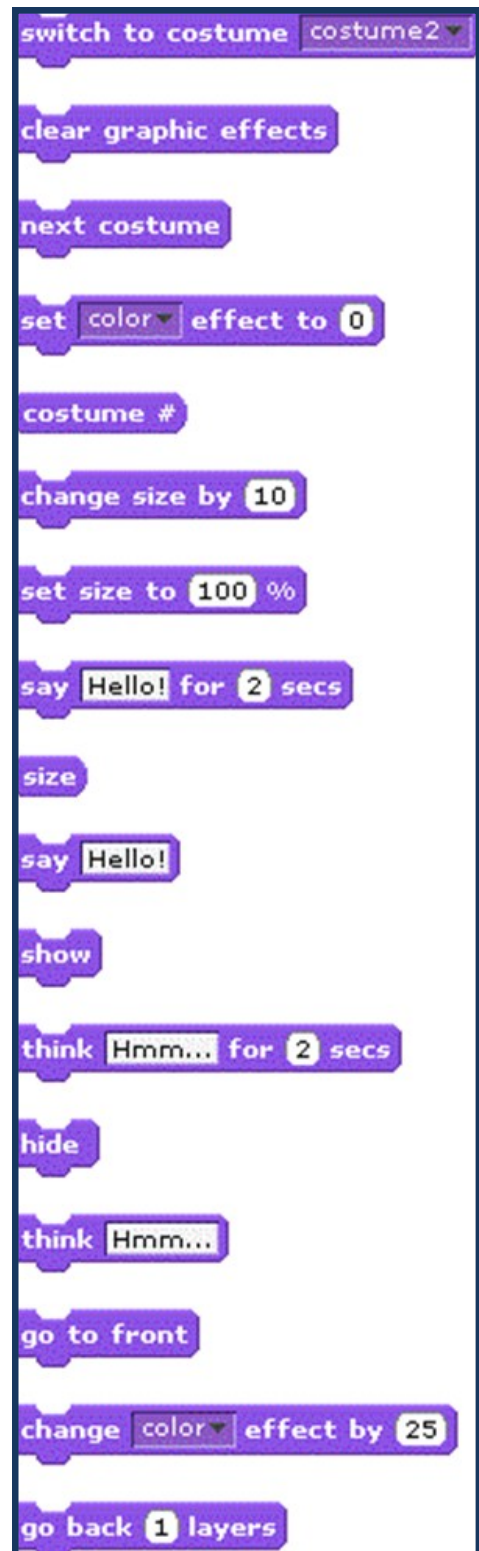 switch to costume costume2
clear graphic effects
next costume
set color effect to 0
costume #
change size by 10
set size to 100 %
say Hello! for 2 secs
size
say Hello!
show
think Hmm... for 2 secs
hide
think Hmm...
go to front
change color effect by 25
go back 1 layers